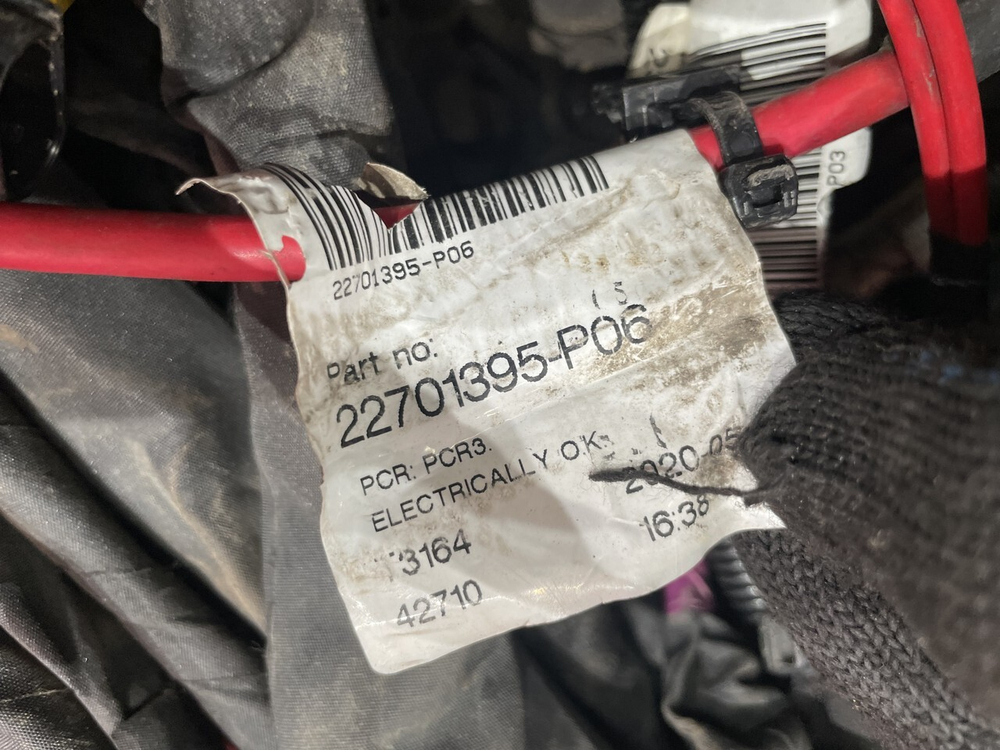 22701395-P06
Part no:
22701395-P06
PCR: PCR3.
ELECTRICALLY O.K.
2020-05
3164
16:38
42710
P03